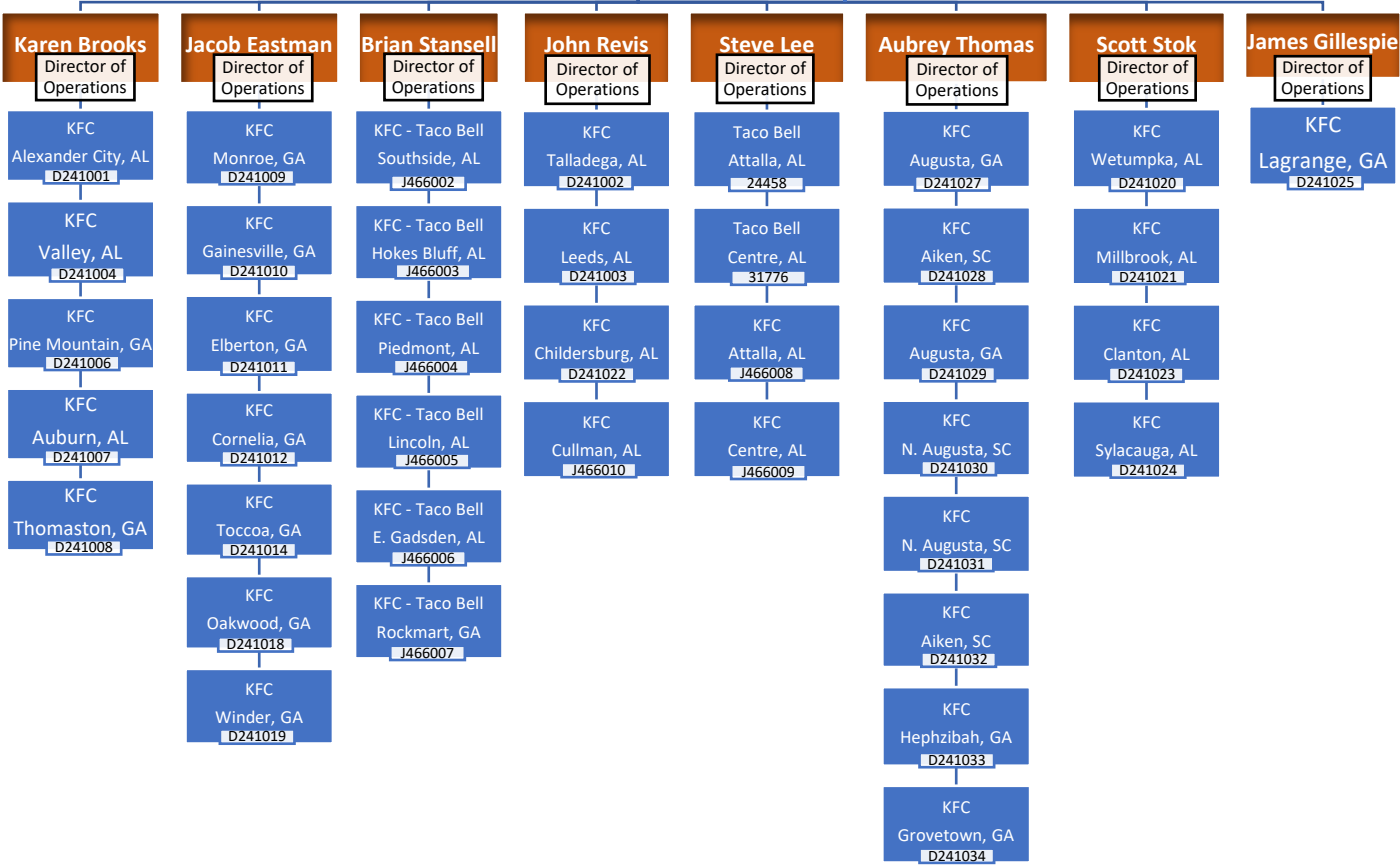 Karen Brooks
Director of
Operations
KFC
Alexander City, AL
D241001
KFC
Valley, AL
D241004
KFC
Pine Mountain, GA
D241006
KFC
Auburn, AL
D241007
KFC
Thomaston, GA
D241008
Jacob Eastman
Director of
Operations
KFC
Monroe, GA
D241009
KFC
Gainesville, GA
D241010
KFC
Elberton, GA
D241011
KFC
Cornelia, GA
D241012
KFC
Toccoa, GA
D241014
KFC
Oakwood, GA
D241018
KFC
Winder, GA
D241019
Brian Stansell
Director of
Operations
KFC - Taco Bell
Southside, AL
J466002
KFC - Taco Bell
Hokes Bluff, AL
J466003
KFC - Taco Bell
Piedmont, AL
J466004
KFC - Taco Bell
Lincoln, AL
J466005
KFC - Taco Bell
E. Gadsden, AL
J466006
KFC - Taco Bell
Rockmart, GA
J466007
John Revis
Director of
Operations
KFC
Talladega, AL
D241002
KFC
Leeds, AL
D241003
KFC
Childersburg, AL
D241022
KFC
Cullman, AL
J466010
Steve Lee
Director of
Operations
Taco Bell
Attalla, AL
24458
Taco Bell
Centre, AL
31776
KFC
Attalla, AL
J466008
KFC
Centre, AL
J466009
Aubrey Thomas
Director of
Operations
KFC
Augusta, GA
D241027
KFC
Aiken, SC
D241028
KFC
Augusta, GA
D241029
KFC
N. Augusta, SC
D241030
KFC
N. Augusta, SC
D241031
KFC
Aiken, SC
D241032
KFC
Hephzibah, GA
D241033
KFC
Grovetown, GA
D241034
Scott Stok
Director of
Operations
KFC
Wetumpka, AL
D241020
KFC
Millbrook, AL
D241021
KFC
Clanton, AL
D241023
KFC
Sylacauga, AL
D241024
James Gillespie
Director of
Operations
KFC
Lagrange, GA
D241025